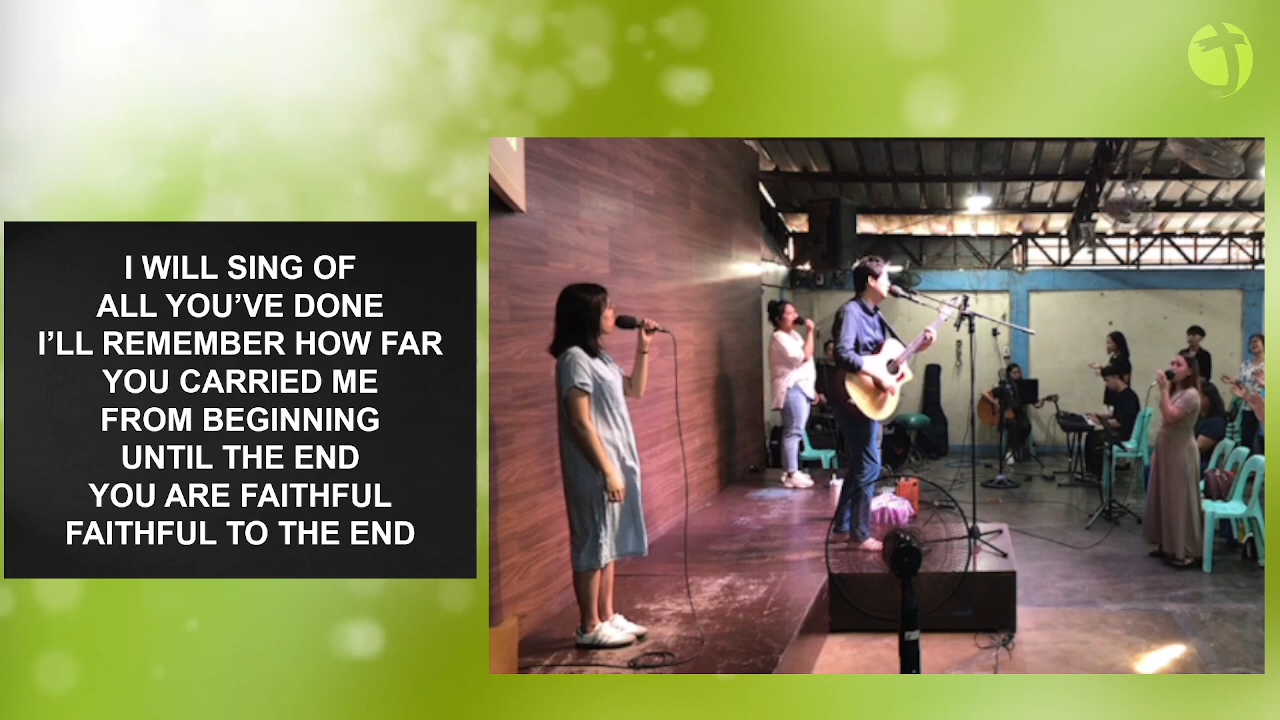 I WILL SING OF
ALL YOU’VE DONE
I’LL REMEMBER HOW FAR
YOU CARRIED ME
FROM BEGINNING
UNTIL THE END
YOU ARE FAITHFUL
FAITHFUL TO THE END